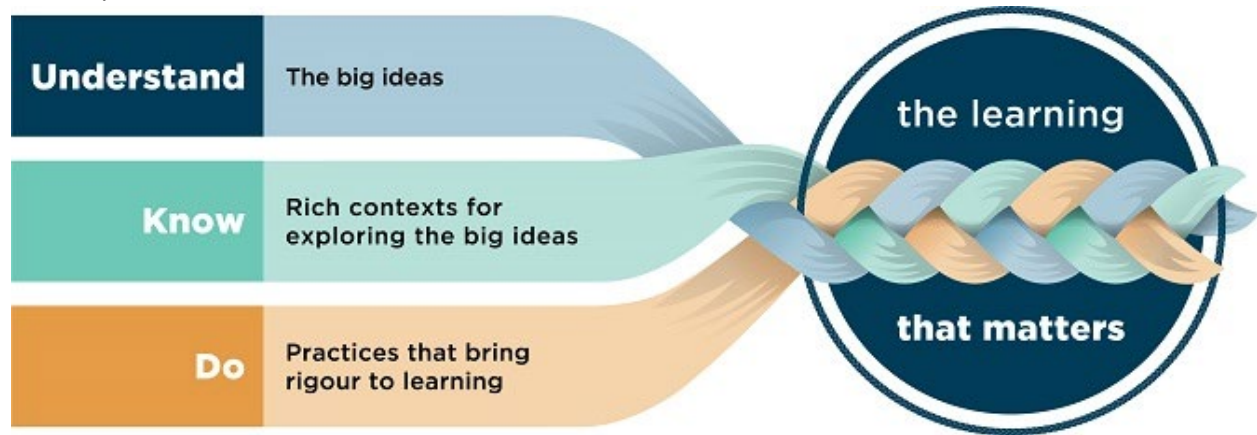 Understand
The big ideas
Know
Rich contexts for
exploring the big ideas
Do
Practices that bring
rigour to learning
the learning
that matters